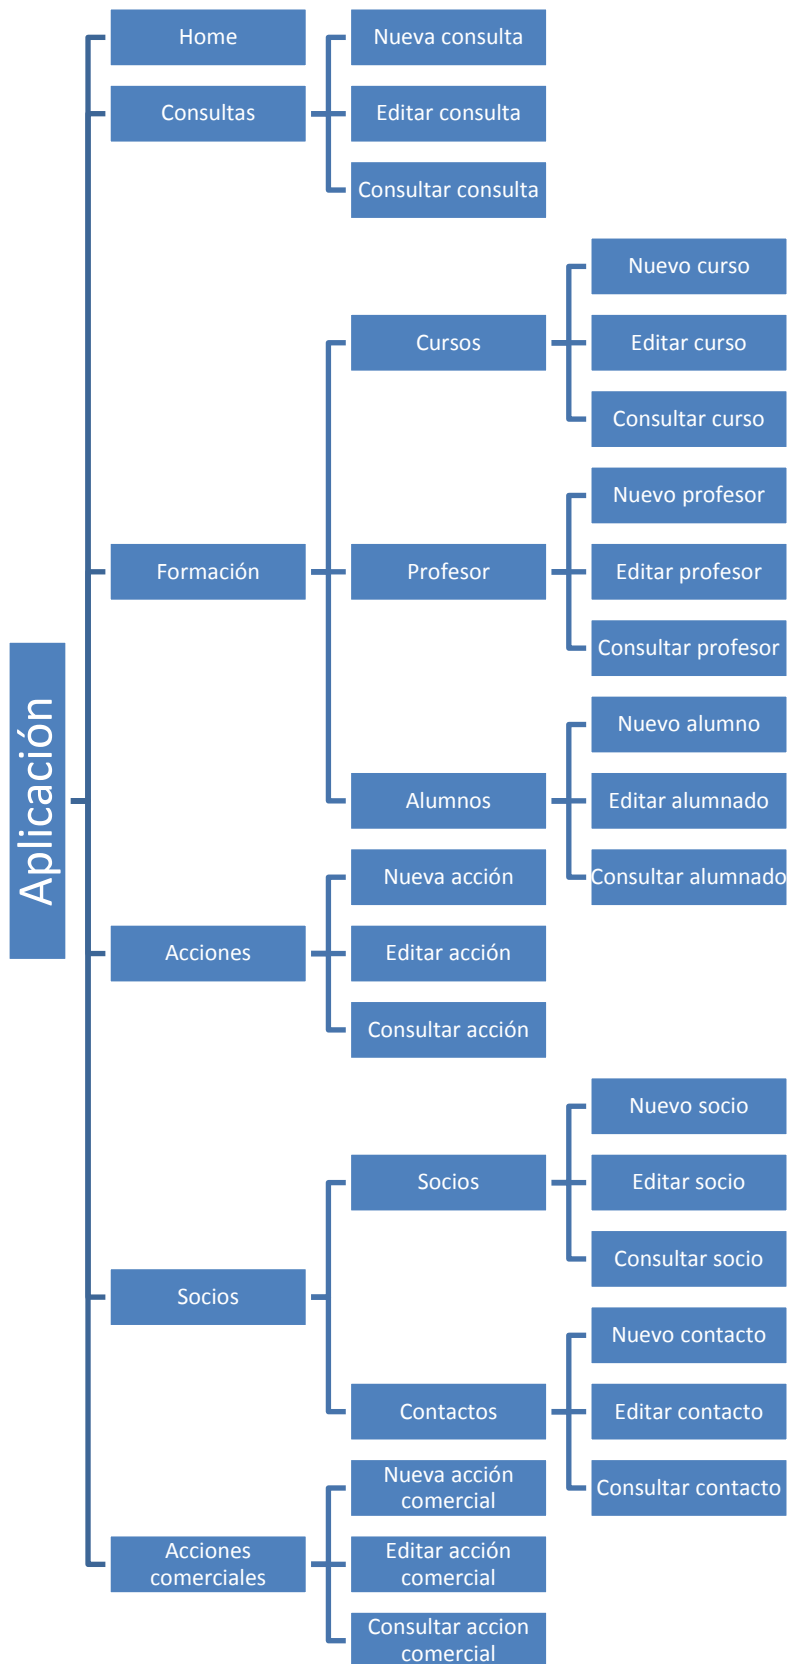 Aplicación
Home
Consultas
Nueva consulta
Editar consulta
Consultar consulta
Formación
Cursos
Nuevo curso
Editar curso
Consultar curso
Profesor
Nuevo profesor
Editar profesor
Consultar profesor
Alumnos
Nuevo alumno
Editar alumnado
Consultar alumnado
Acciones
Nueva acción
Editar acción
Consultar acción
Socios
Socios
Nuevo socio
Editar socio
Consultar socio
Contactos
Nuevo contacto
Editar contacto
Consultar contacto
Acciones
comerciales
Nueva acción
comercial
Editar acción
comercial
Consultar accion
comercial